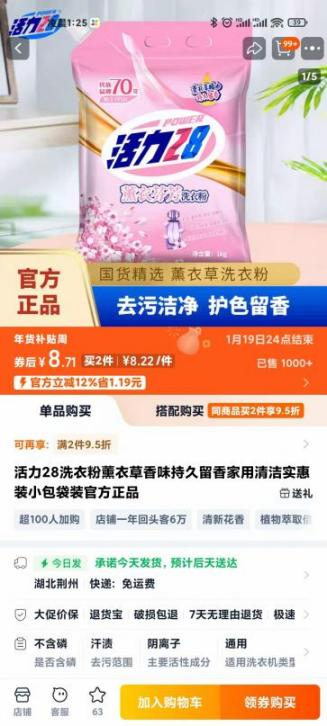 活力28
1:25
39
99+
1/5
民族品牌 70年
POWER
活力28
薰衣芬芳洗衣粉
1kg
官方正品
国货精选 薰衣草洗衣粉
去污洁净 护色留香
年货补贴周
1月19日24点结束
券后¥8.71 买2件 ¥8.22/件
已售 1000+
官方立减12%省1.19元
单品购买
搭配购买 同商品买2件享9.5折
可再享: 满2件9.5折
活力28洗衣粉薰衣草香味持久留香家用清洁实惠
装小包袋装官方正品
送礼
超100人加购 店铺一年回头客6万 清新花香 植物萃取
今日发 承诺今天发货，预计后天送达
湖北荆州 快递：免运费
大促价保 退货宝 破损包退 7天无理由退货 极速
不含磷 汗渍 阴离子 通用
是否含磷 去污范围 主要活性成分 适用洗衣机类型
店铺
客服
63
加入购物车
领券购买